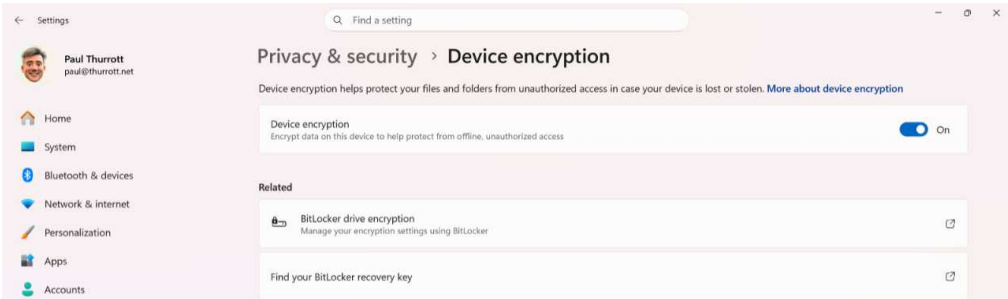 Settings
Find a setting
Paul Thurrott
paul@thurrott.net
Home
System
Bluetooth & devices
Network & internet
Personalization
Apps
Accounts
Privacy & security > Device encryption
Device encryption helps protect your files and folders from unauthorized access in case your device is lost or stolen. More about device encryption
Device encryption
Encrypt data on this device to help protect from offline, unauthorized access
On
Related
BitLocker drive encryption
Manage your encryption settings using BitLocker
Find your BitLocker recovery key